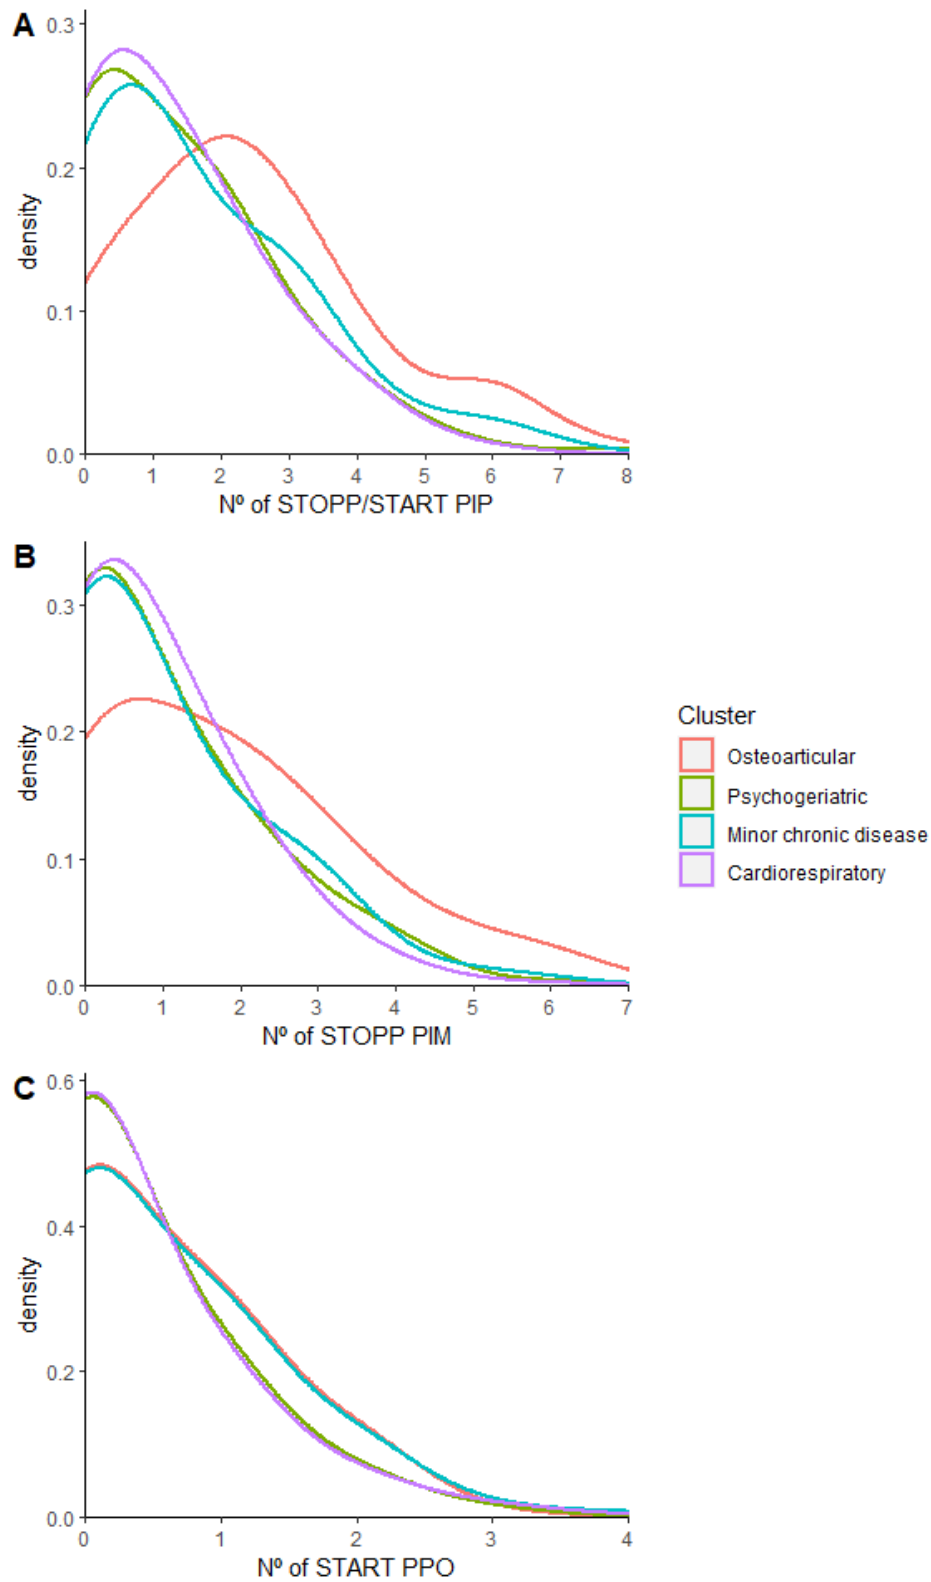 A
0.3
0.2
0.1
0.0
density
0 1 2 3 4 5 6 7 8
Nº of STOPP/START PIP
B
0.3
0.2
0.1
0.0
density
0 1 2 3 4 5 6 7
Nº of STOPP PIM
Cluster
Osteoarticular
Psychogeriatric
Minor chronic disease
Cardiorespiratory
C
0.6
0.4
0.2
0.0
density
0 1 2 3 4
Nº of START PPO